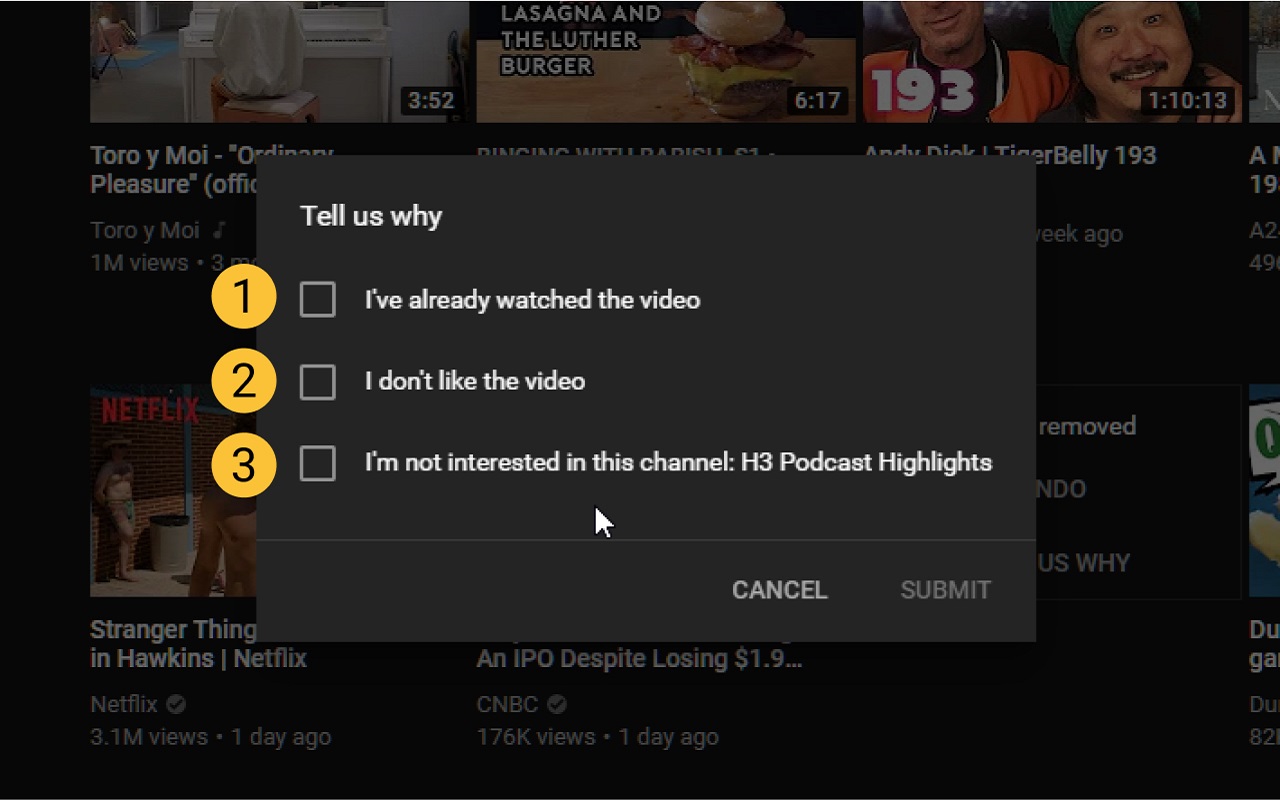 LASAGNA AND
THE LUTHER
BURGER
193
3:52
6:17
1:10:13
Toro y Moi - "Ordinary
Pleasure" (offic
Toro y Moi
1M views • 3 mo
BINGING WITH BABISH S1 •
Andy Dick | TigerBelly 193
week ago
A
19
A2
49
Tell us why
1
I've already watched the video
2
I don't like the video
3
I'm not interested in this channel: H3 Podcast Highlights
CANCEL
SUBMIT
NETFLIX
removed
NDO
US WHY
Stranger Thing
in Hawkins | Netflix
Netflix
3.1M views • 1 day ago
An IPO Despite Losing $1.9...
CNBC
176K views • 1 day ago
Du
ga
Du
82